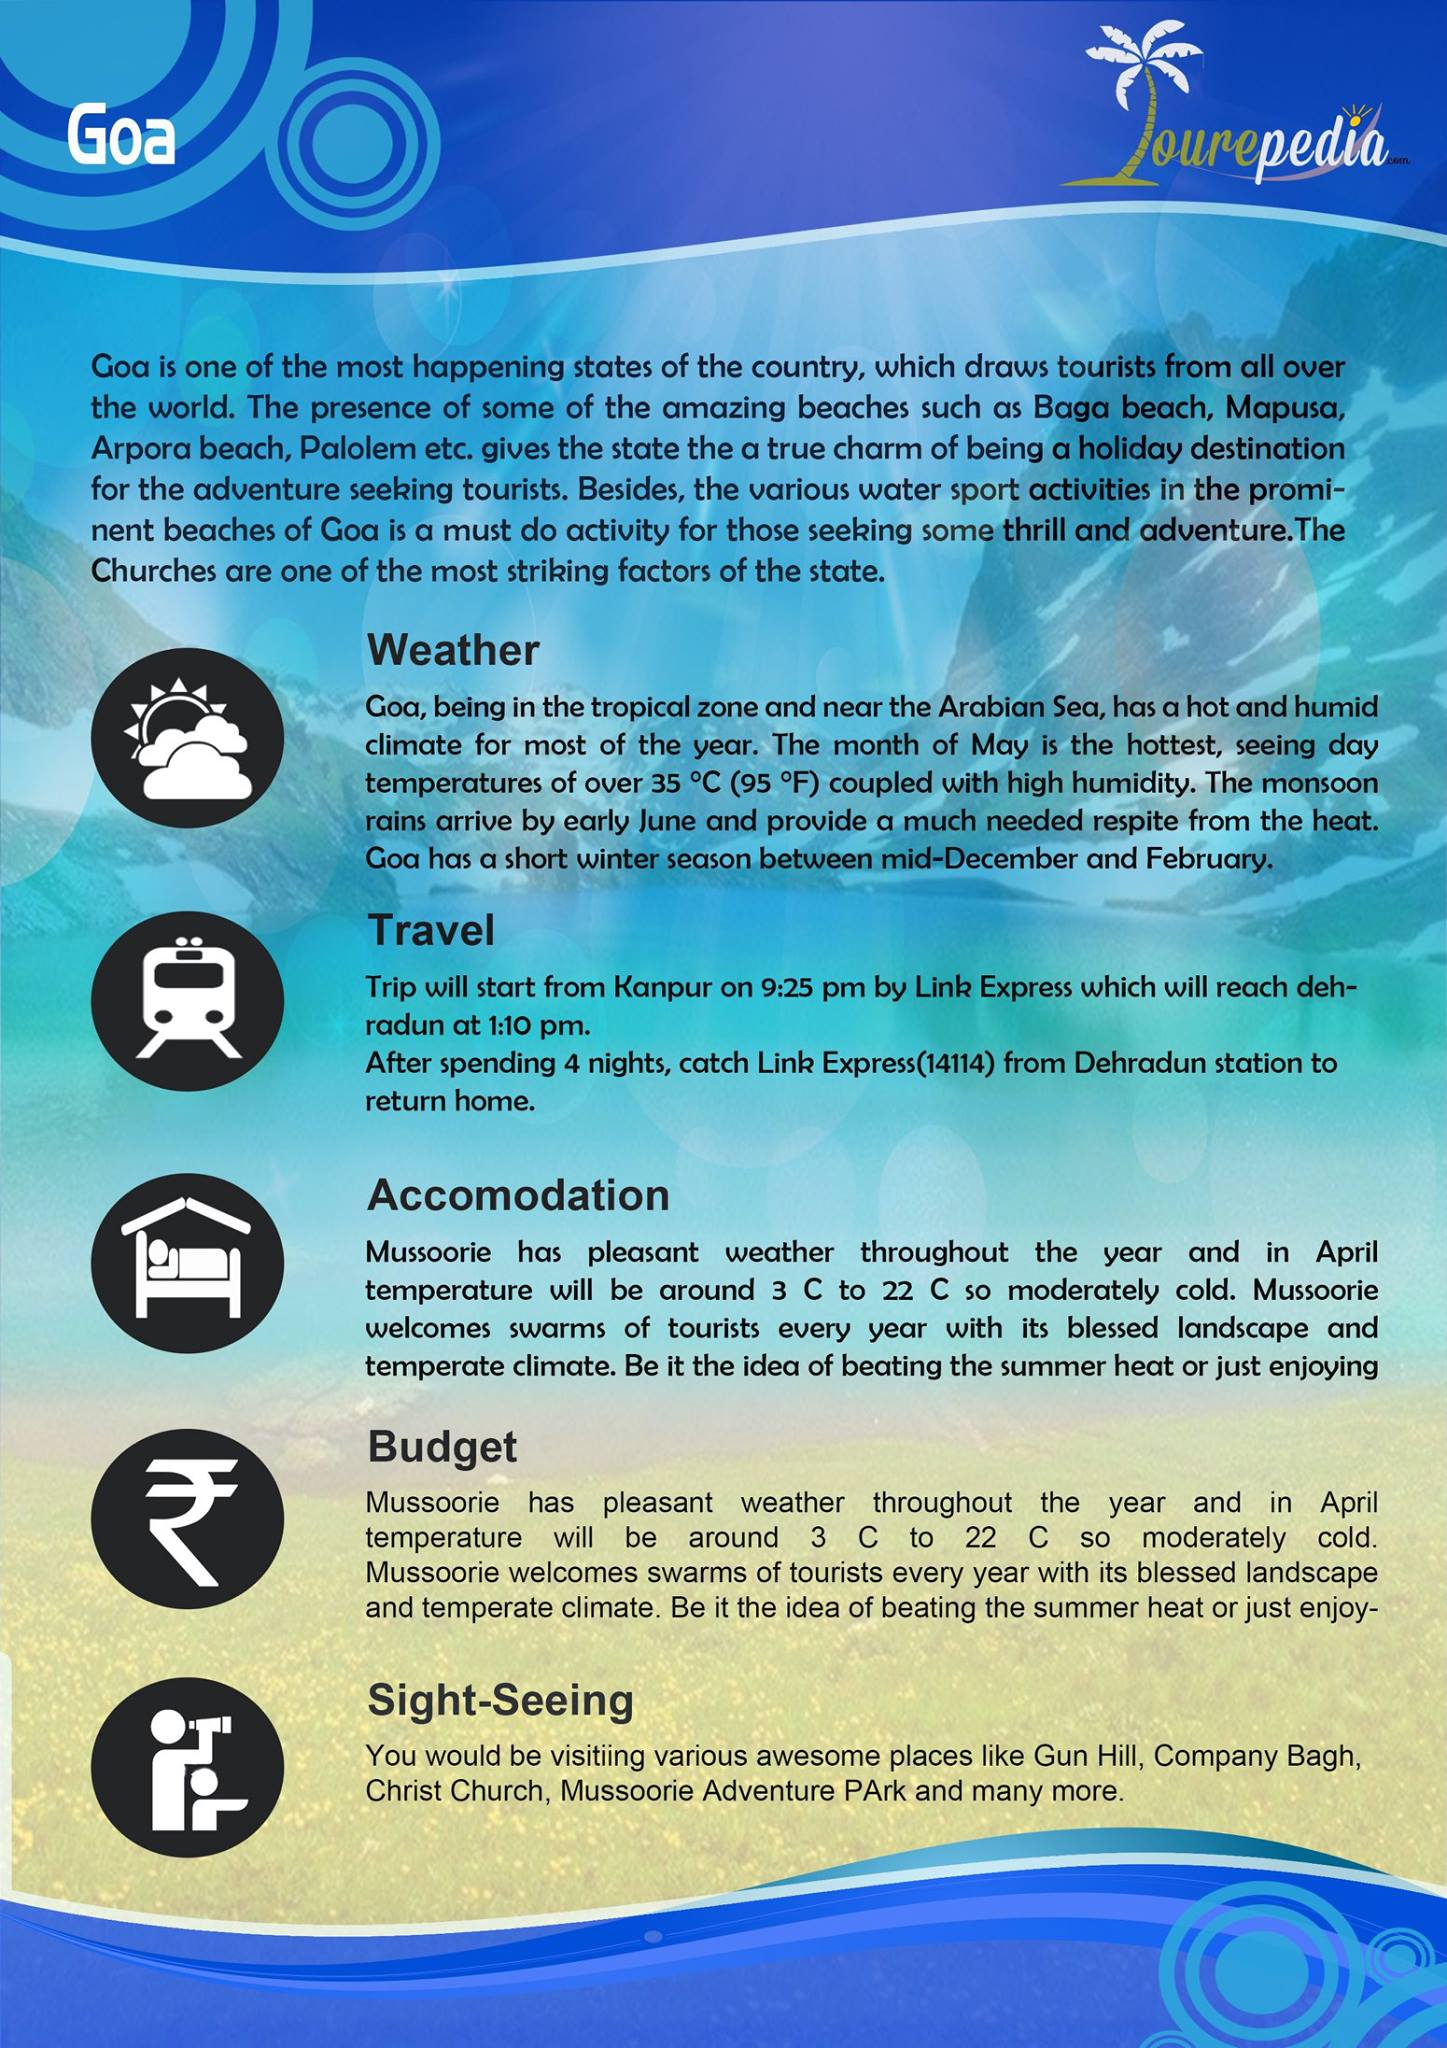 Goa
Tourepedia.com
Goa is one of the most happening states of the country, which draws tourists from all over
the world. The presence of some of the amazing beaches such as Baga beach, Mapusa,
Arpora beach, Palolem etc. gives the state the a true charm of being a holiday destination
for the adventure seeking tourists. Besides, the various water sport activities in the promi-
nent beaches of Goa is a must do activity for those seeking some thrill and adventure.The
Churches are one of the most striking factors of the state.
Weather
Goa, being in the tropical zone and near the Arabian Sea, has a hot and humid
climate for most of the year. The month of May is the hottest, seeing day
temperatures of over 35 °C (95 °F) coupled with high humidity. The monsoon
rains arrive by early June and provide a much needed respite from the heat.
Goa has a short winter season between mid-December and February.
Travel
Trip will start from Kanpur on 9:25 pm by Link Express which will reach deh-
radun at 1:10 pm.
After spending 4 nights, catch Link Express(14114) from Dehradun station to
return home.
Accomodation
Mussoorie has pleasant weather throughout the year and in April
temperature will be around 3 C to 22 C so moderately cold. Mussoorie
welcomes swarms of tourists every year with its blessed landscape and
temperate climate. Be it the idea of beating the summer heat or just enjoying
Budget
Mussoorie has pleasant weather throughout the year and in April
temperature will be around 3 C to 22 C so moderately cold.
Mussoorie welcomes swarms of tourists every year with its blessed landscape
and temperate climate. Be it the idea of beating the summer heat or just enjoy-
Sight-Seeing
You would be visitiing various awesome places like Gun Hill, Company Bagh,
Christ Church, Mussoorie Adventure PArk and many more.